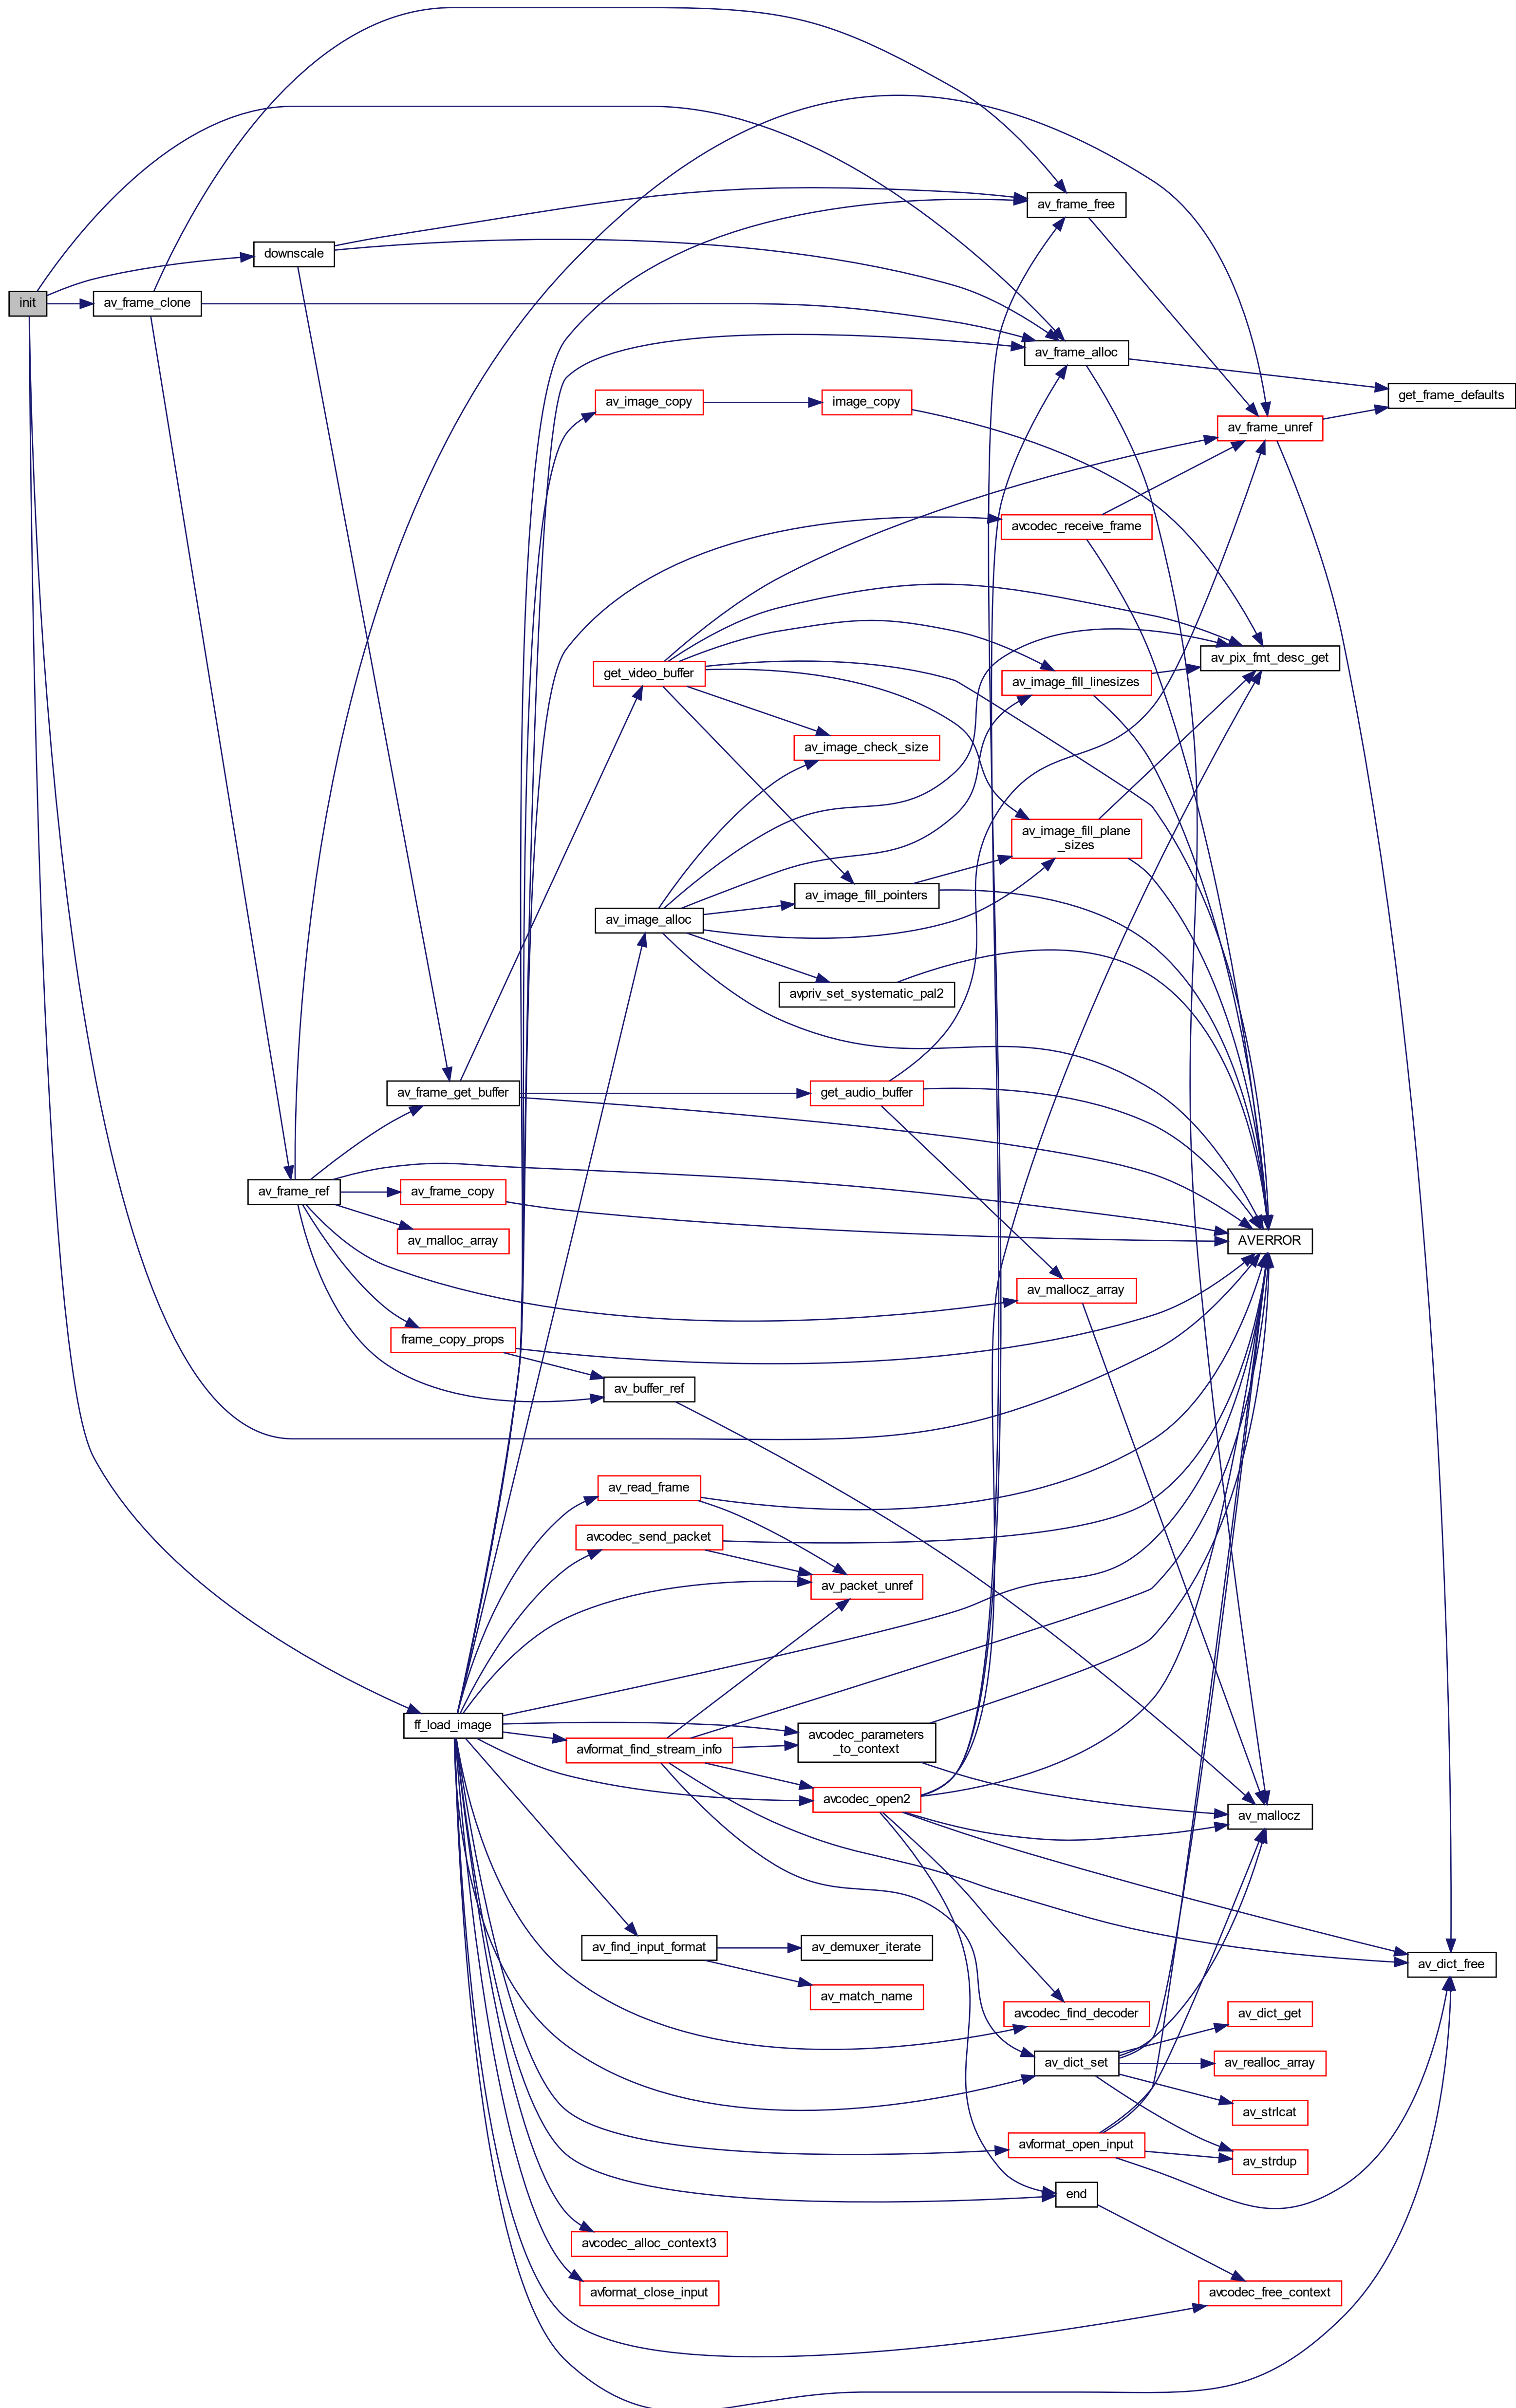 av_frame_free
downscale
init
av_frame_clone
av_frame_alloc
get_frame_defaults
av_image_copy
image_copy
av_frame_unref
avcodec_receive_frame
av_pix_fmt_desc_get
get_video_buffer
av_image_fill_linesizes
av_image_check_size
av_image_fill_plane
_sizes
av_image_fill_pointers
av_image_alloc
avpriv_set_systematic_pal2
av_frame_get_buffer
get_audio_buffer
av_frame_ref
av_frame_copy
av_malloc_array
AVERROR
av_mallocz_array
frame_copy_props
av_buffer_ref
av_read_frame
avcodec_send_packet
av_packet_unref
ff_load_image
avcodec_parameters
_to_context
avformat_find_stream_info
avcodec_open2
av_mallocz
av_find_input_format
av_demuxer_iterate
av_dict_free
av_match_name
avcodec_find_decoder
av_dict_get
av_dict_set
av_realloc_array
av_strlcat
avformat_open_input
av_strdup
end
avcodec_alloc_context3
avformat_close_input
avcodec_free_context